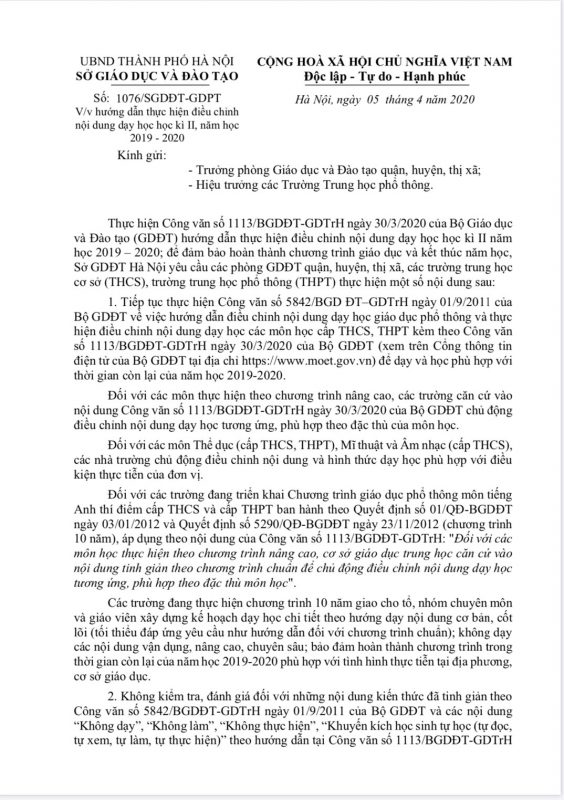 UBND THÀNH PHỐ HÀ NỘI
SỞ GIÁO DỤC VÀ ĐÀO TẠO
CỘNG HOÀ XÃ HỘI CHỦ NGHĨA VIỆT NAM
Độc lập - Tự do - Hạnh phúc
Số: 1076/SGDĐT-GDPT
V/v hướng dẫn thực hiện điều chỉnh
nội dung dạy học học kì II, năm học
2019 - 2020
Hà Nội, ngày 05 tháng 4 năm 2020
Kính gửi:
- Trưởng phòng Giáo dục và Đào tạo quận, huyện, thị xã;
- Hiệu trưởng các Trường Trung học phổ thông.
Thực hiện Công văn số 1113/BGDĐT-GDTrH ngày 30/3/2020 của Bộ Giáo dục
và Đào tạo (GDĐT) hướng dẫn thực hiện điều chỉnh nội dung dạy học học kì II năm
học 2019 – 2020; để đảm bảo hoàn thành chương trình giáo dục và kết thúc năm học,
Sở GDĐT Hà Nội yêu cầu các phòng GDĐT quận, huyện, thị xã, các trường trung học
cơ sở (THCS), trường trung học phổ thông (THPT) thực hiện một số nội dung sau:
1. Tiếp tục thực hiện Công văn số 5842/BGD ĐT–GDTrH ngày 01/9/2011 của
Bộ GDĐT về việc hướng dẫn điều chỉnh nội dung dạy học giáo dục phổ thông và thực
hiện điều chỉnh nội dung dạy học các môn học cấp THCS, THPT kèm theo Công văn
số 1113/BGDĐT-GDTrH ngày 30/3/2020 của Bộ GDĐT (xem trên Cổng thông tin
điện tử của Bộ GDĐT tại địa chỉ https://www.moet.gov.vn) để dạy và học phù hợp với
thời gian còn lại của năm học 2019-2020.
Đối với các môn thực hiện theo chương trình nâng cao, các trường căn cứ vào
nội dung Công văn số 1113/BGDĐT-GDTrH ngày 30/3/2020 của Bộ GDĐT chủ động
điều chỉnh nội dung dạy học tương ứng, phù hợp theo đặc thù của môn học.
Đối với các môn Thể dục (cấp THCS, THPT), Mĩ thuật và Âm nhạc (cấp THCS),
các nhà trường chủ động điều chỉnh nội dung và hình thức dạy học phù hợp với điều
kiện thực tiễn của đơn vị.
Đối với các trường đang triển khai Chương trình giáo dục phổ thông môn tiếng
Anh thí điểm cấp THCS và cấp THPT ban hành theo Quyết định số 01/QĐ-BGDĐT
ngày 03/01/2012 và Quyết định số 5290/QĐ-BGDĐT ngày 23/11/2012 (chương trình
10 năm), áp dụng theo nội dung của Công văn số 1113/BGDĐT-GDTrH: "Đối với các
môn học thực hiện theo chương trình nâng cao, cơ sở giáo dục trung học căn cứ vào
nội dung tinh giản theo chương trình chuẩn để chủ động điều chỉnh nội dung dạy học
tương ứng, phù hợp theo đặc thù môn học".
Các trường đang thực hiện chương trình 10 năm giao cho tổ, nhóm chuyên môn
và giáo viên xây dựng kế hoạch dạy học chi tiết theo hướng dạy nội dung cơ bản, cốt
lõi (tối thiểu đáp ứng yêu cầu như hướng dẫn đối với chương trình chuẩn); không dạy
các nội dung vận dụng, nâng cao, chuyên sâu; bảo đảm hoàn thành chương trình trong
thời gian còn lại của năm học 2019-2020 phù hợp với tình hình thực tiễn tại địa phương,
cơ sở giáo dục.
2. Không kiểm tra, đánh giá đối với những nội dung kiến thức đã tinh giản theo
Công văn số 5842/BGDĐT-GDTrH ngày 01/9/2011 của Bộ GDĐT và các nội dung
“Không dạy”, “Không làm”, “Không thực hiện”, “Khuyến kích học sinh tự học (tự đọc,
tự xem, tự làm, tự thực hiện)” theo hướng dẫn tại Công văn số 1113/BGDĐT-GDTrH